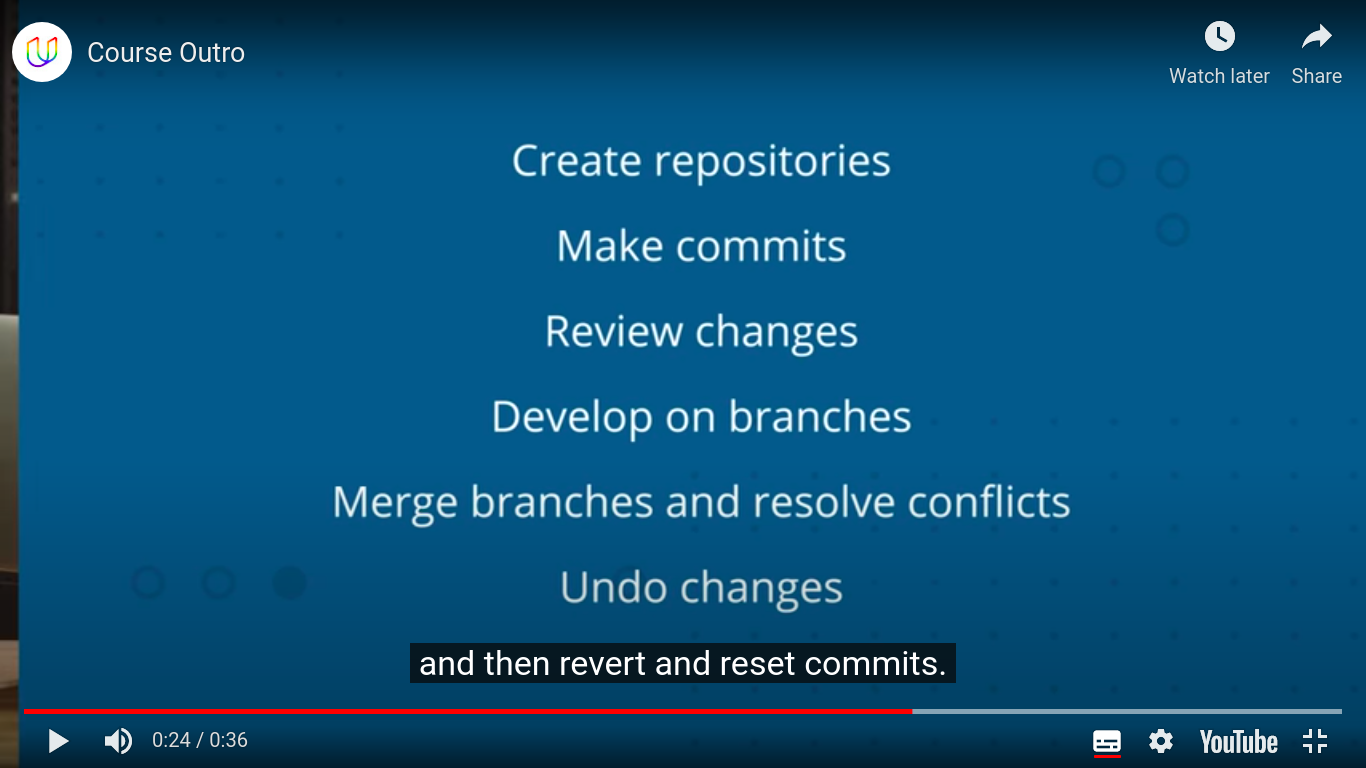 Course Outro
Watch later
Share
Create repositories
Make commits
Review changes
Develop on branches
Merge branches and resolve conflicts
Undo changes
and then revert and reset commits.
0:24 / 0:36
YouTube